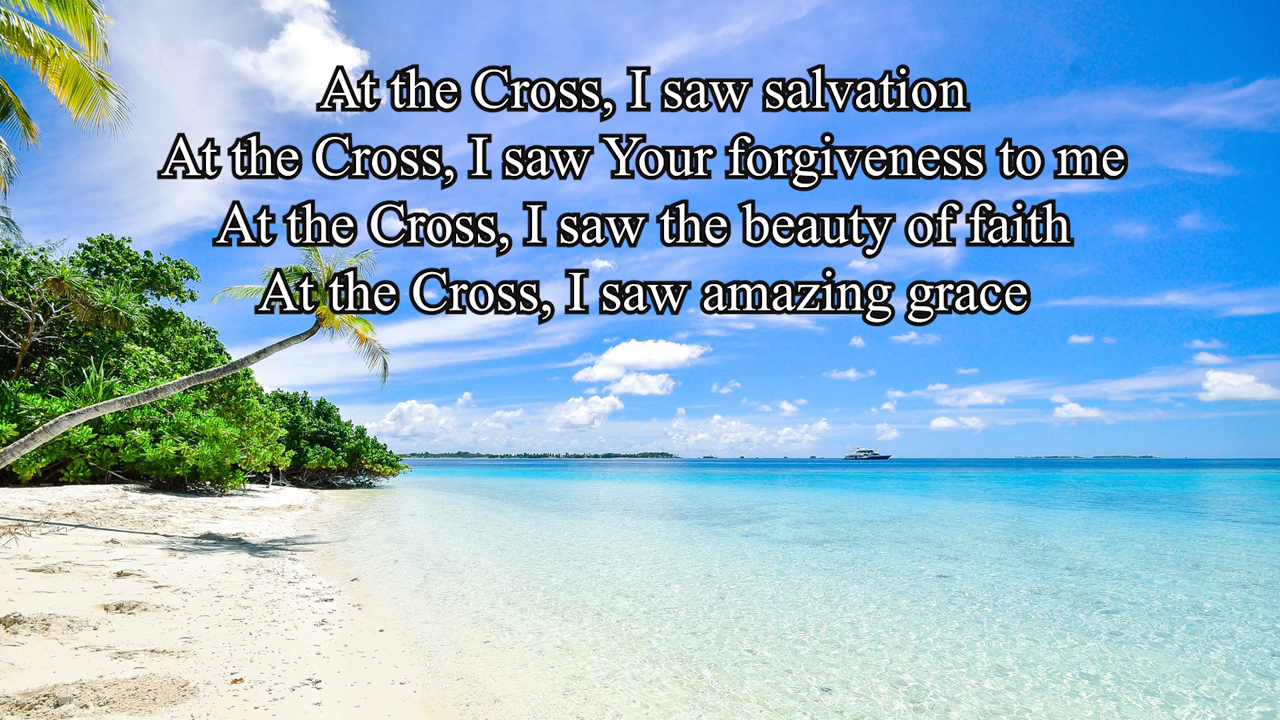 At the Cross, I saw salvation
At the Cross, I saw Your forgiveness to me
At the Cross, I saw the beauty of faith
At the Cross, I saw amazing grace